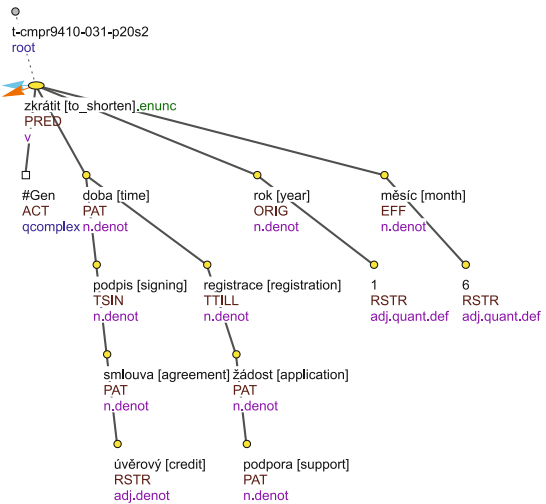 t-cmpr9410-031-p20s2
root
zkrátit [to_shorten].enunc
PRED
v
#Gen doba [time] rok [year] měsíc [month]
ACT PAT ORIG EFF
qcomplex n.denot n.denot n.denot
podpis [signing] registrace [registration] 1 6
TSIN TTILL RSTR RSTR
n.denot n.denot adj.quant.def adj.quant.def
smlouva [agreement] žádost [application]
PAT PAT
n.denot n.denot
úvěrový [credit] podpora [support]
RSTR PAT
adj.denot n.denot